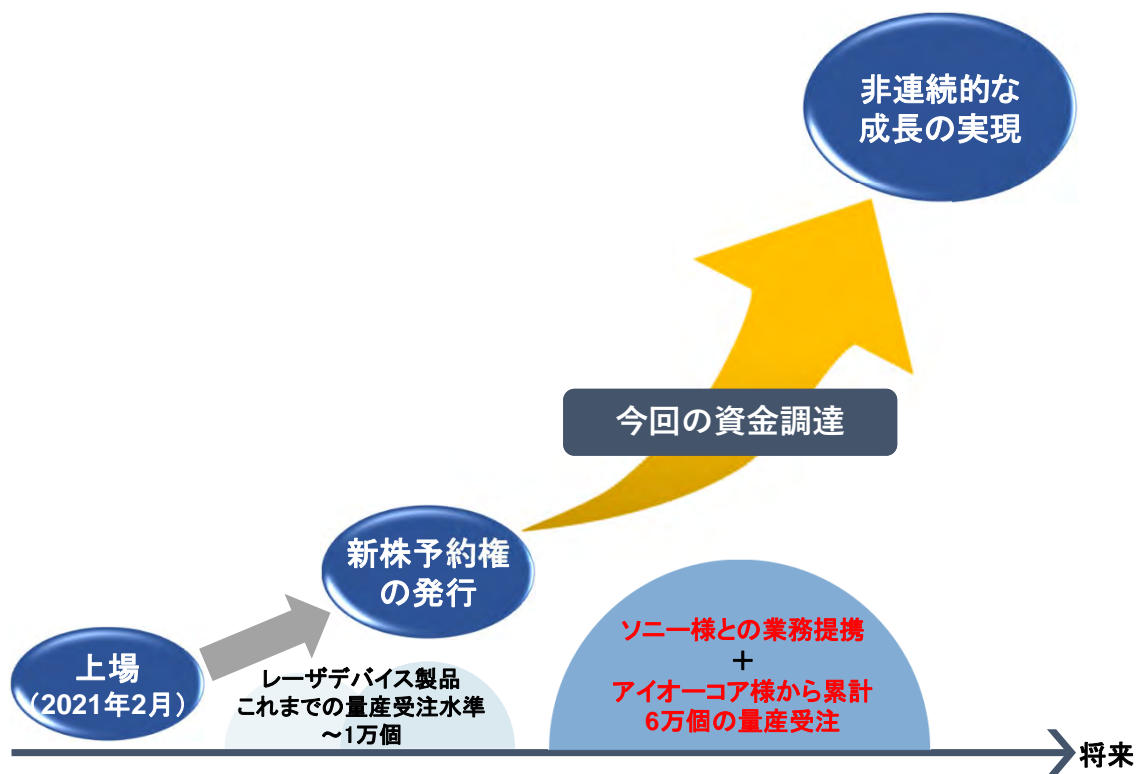 非連続的な
成長の実現
今回の資金調達
新株予約権
の発行
上場
（2021年2月）
レーザデバイス製品
これまでの量産受注水準
～1万個
ソニー様との業務提携
＋
アイオーコア様から累計
6万個の量産受注
将来